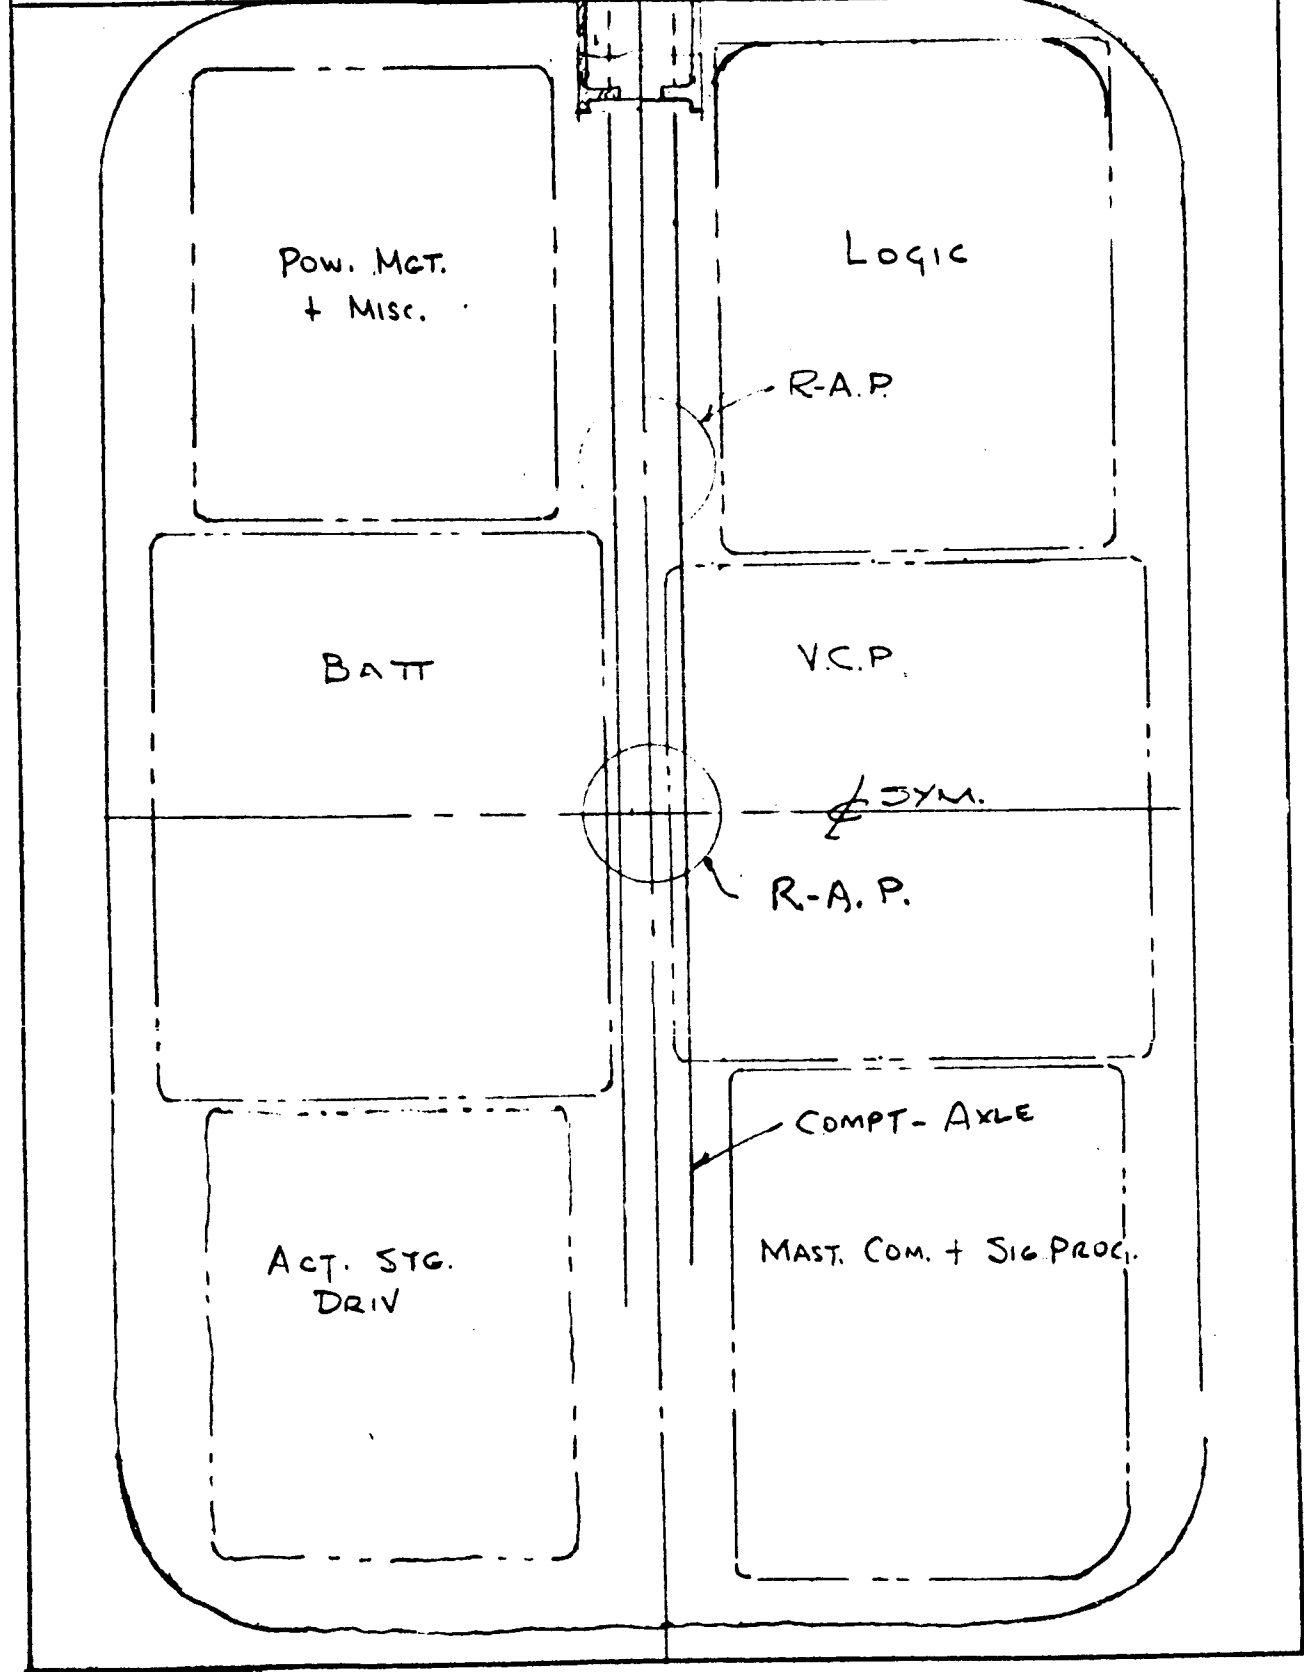 POW. MGT.
+ MISC.
LOGIC
R-A.P.
BATT
V.C.P.
℄ SYM.
R-A.P.
COMPT- AXLE
ACT. STG.
DRIV
MAST. COM. + SIG PROC.